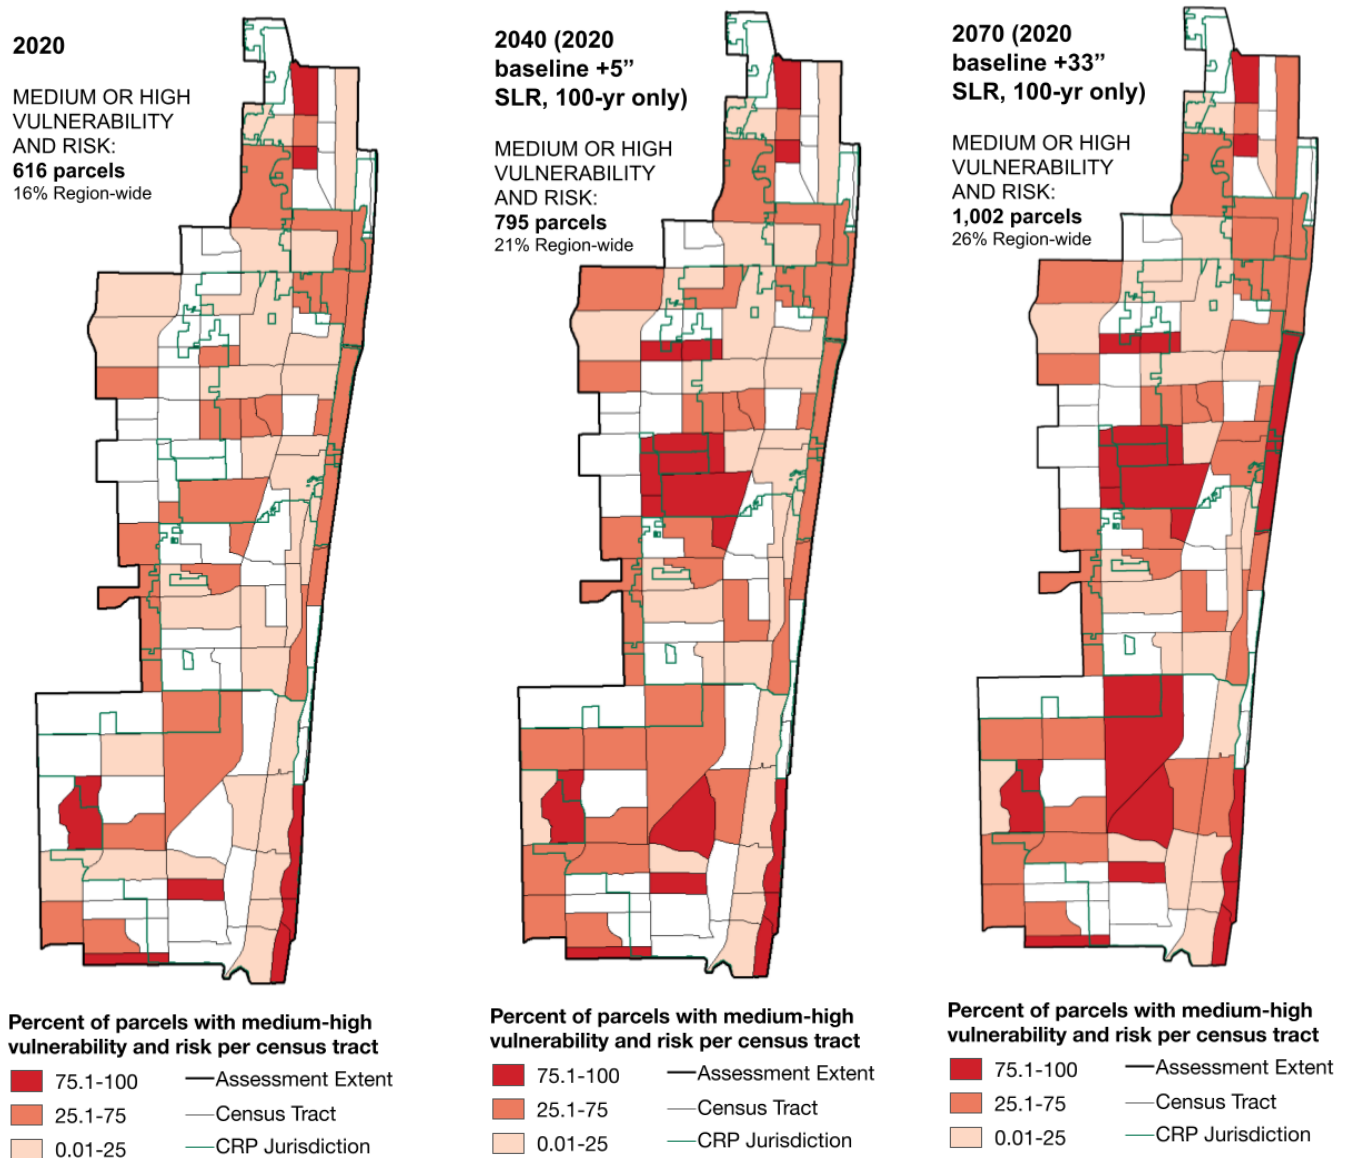 2020
MEDIUM OR HIGH
VULNERABILITY
AND RISK:
616 parcels
16% Region-wide
2040 (2020
baseline +5”
SLR, 100-yr only)
MEDIUM OR HIGH
VULNERABILITY
AND RISK:
795 parcels
21% Region-wide
2070 (2020
baseline +33”
SLR, 100-yr only)
MEDIUM OR HIGH
VULNERABILITY
AND RISK:
1,002 parcels
26% Region-wide
Percent of parcels with medium-high
vulnerability and risk per census tract
75.1-100
25.1-75
0.01-25
Assessment Extent
Census Tract
CRP Jurisdiction
Percent of parcels with medium-high
vulnerability and risk per census tract
75.1-100
25.1-75
0.01-25
Assessment Extent
Census Tract
CRP Jurisdiction
Percent of parcels with medium-high
vulnerability and risk per census tract
75.1-100
25.1-75
0.01-25
Assessment Extent
Census Tract
CRP Jurisdiction